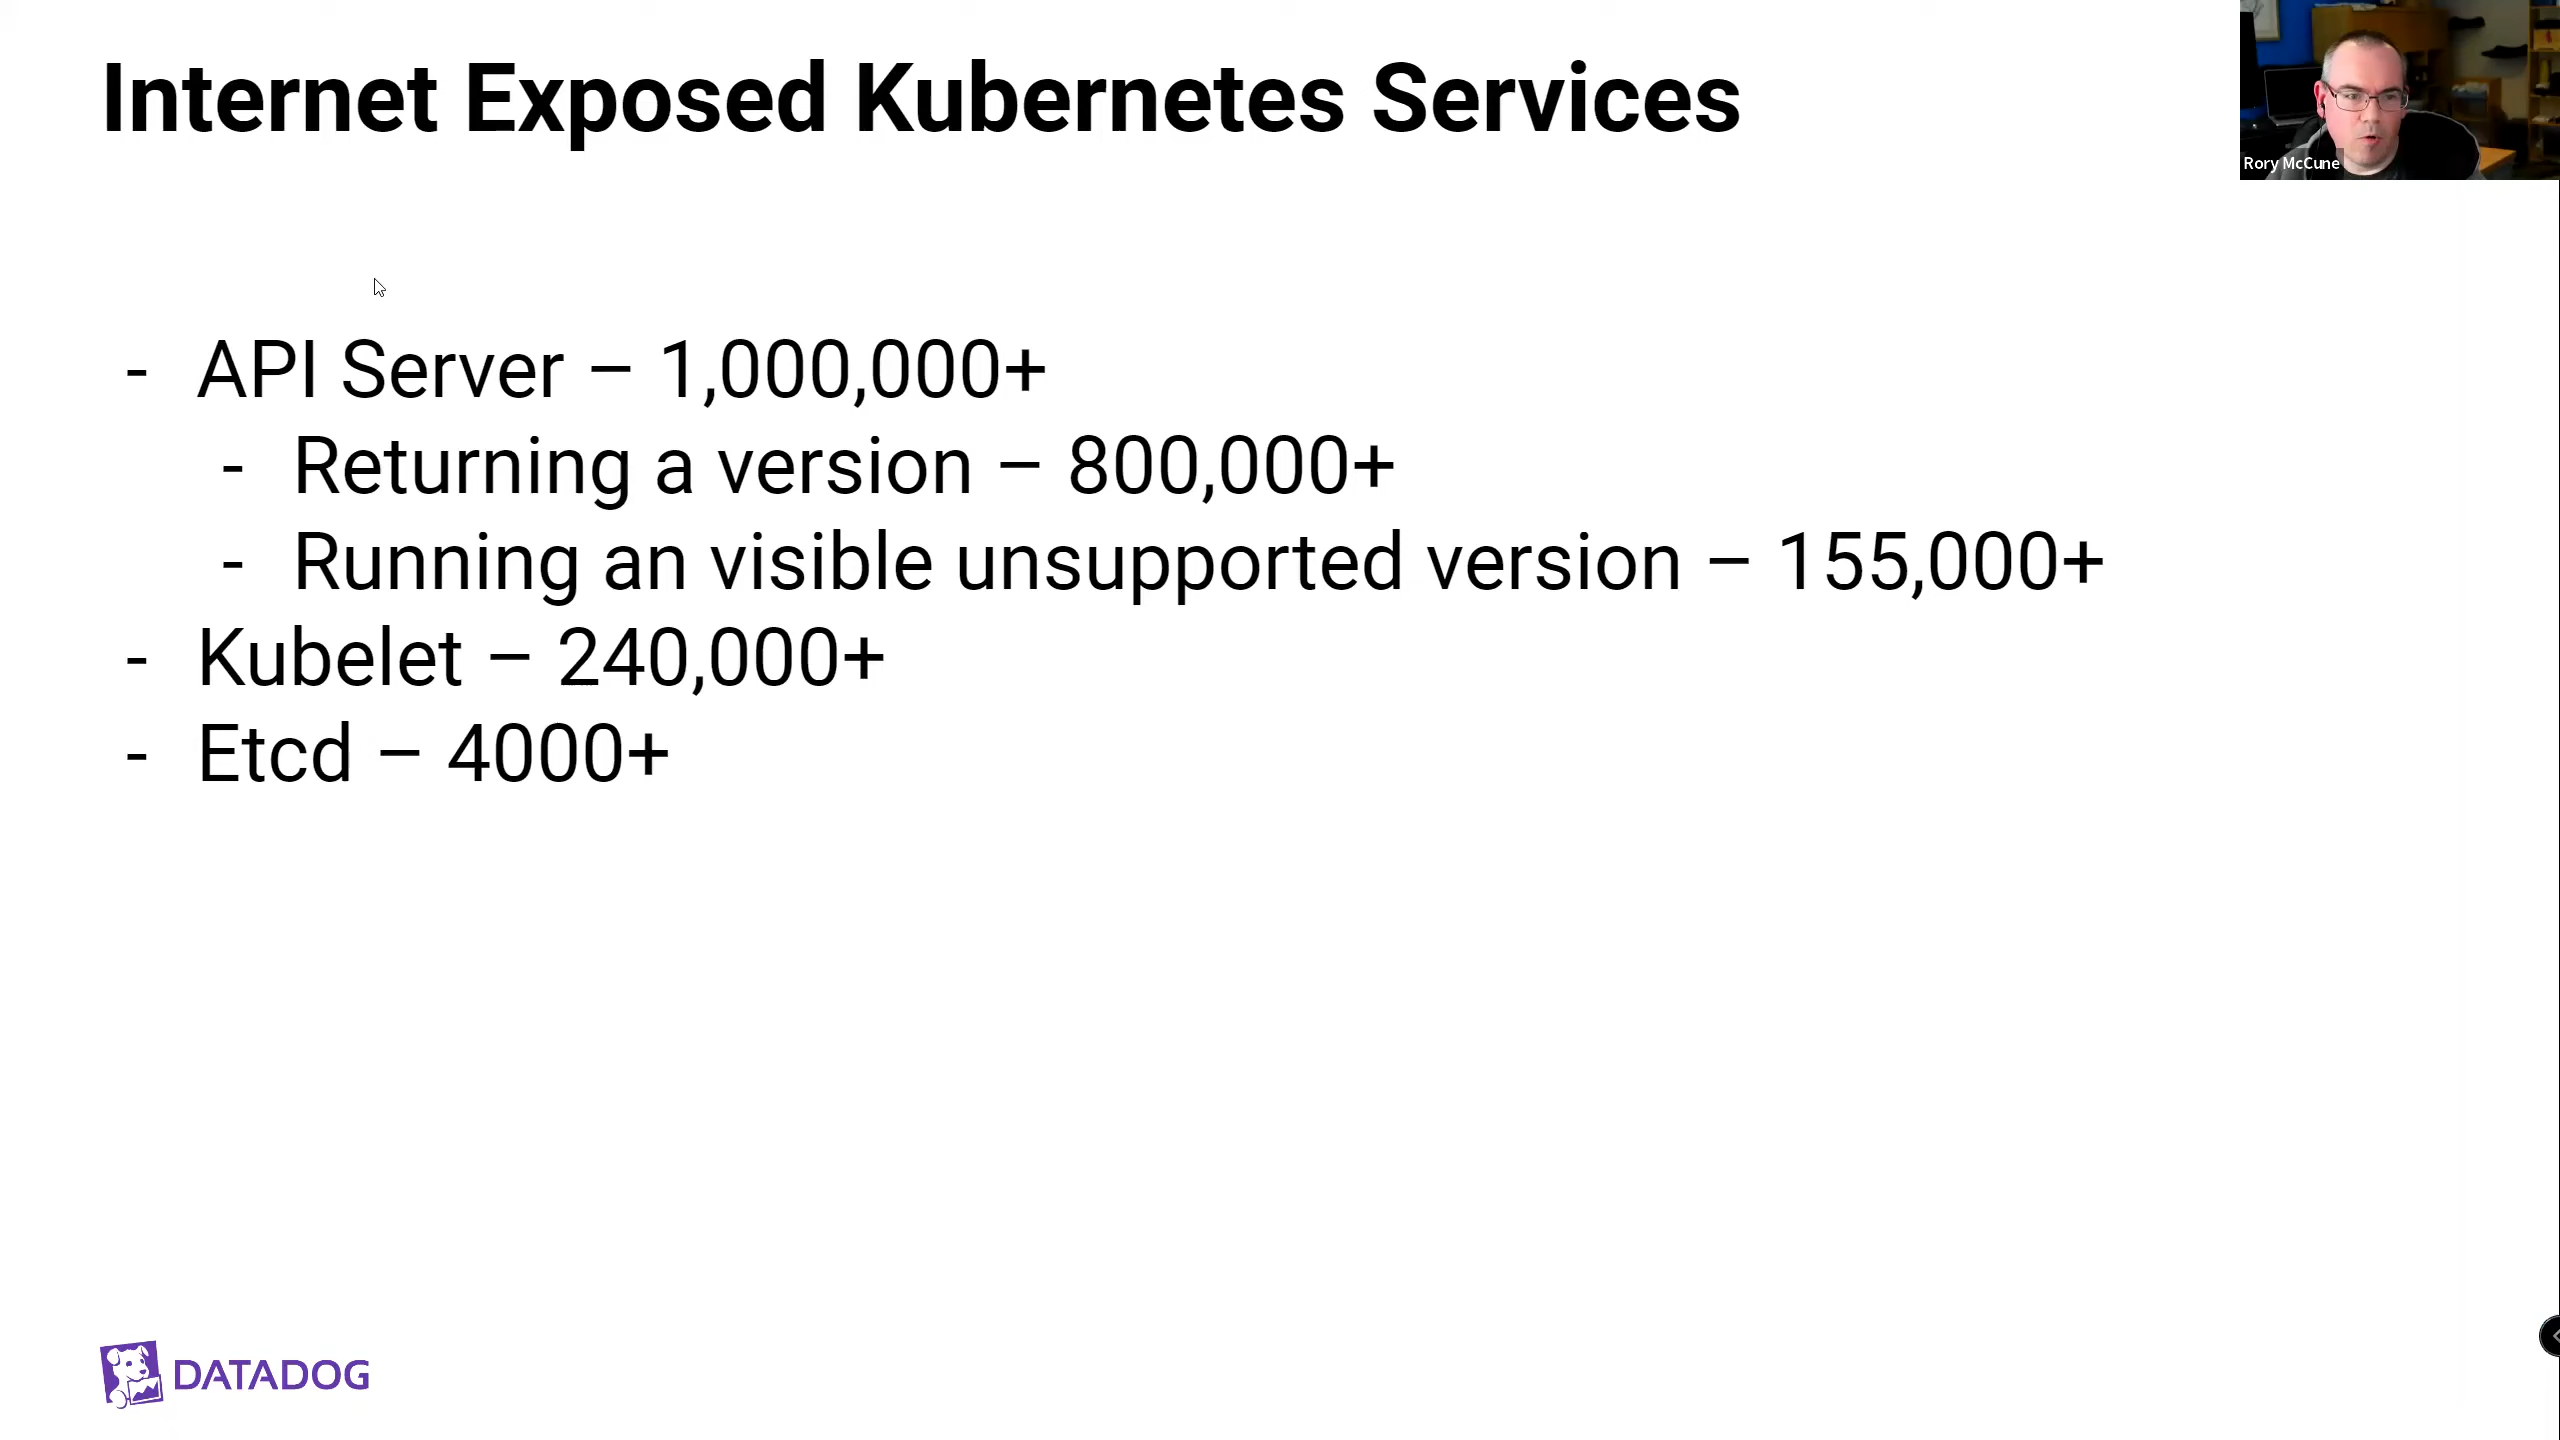 Internet Exposed Kubernetes Services
Rory McCune
- API Server – 1,000,000+
- Returning a version – 800,000+
- Running an visible unsupported version – 155,000+
- Kubelet – 240,000+
- Etcd – 4000+
DATADOG